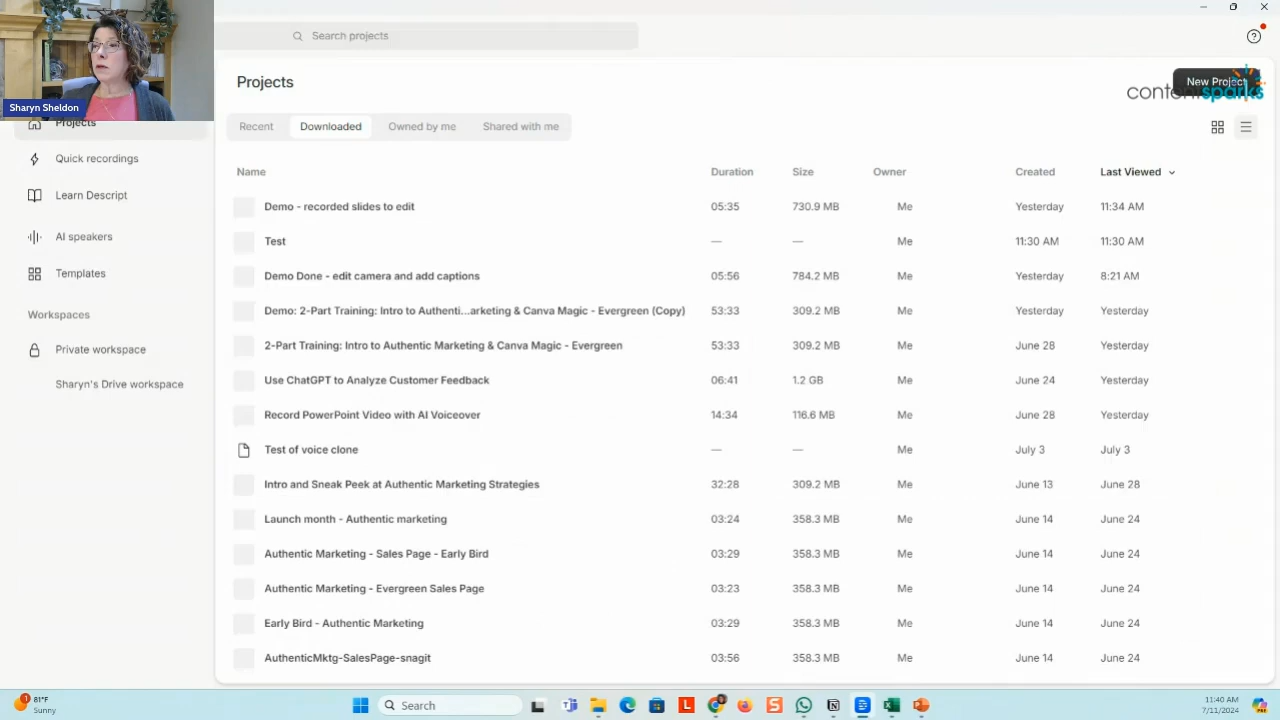 Search projects
Sharyn Sheldon
Projects
New Project
contentsparks
Projects
Recent Downloaded Owned by me Shared with me
Quick recordings
Learn Descript
AI speakers
Templates
Workspaces
Private workspace
Sharyn's Drive workspace
Name Duration Size Owner Created Last Viewed
Demo - recorded slides to edit 05:35 730.9 MB Me Yesterday 11:34 AM
Test — — Me 11:30 AM 11:30 AM
Demo Done - edit camera and add captions 05:56 784.2 MB Me Yesterday 8:21 AM
Demo: 2-Part Training: Intro to Authenti...arketing & Canva Magic - Evergreen (Copy) 53:33 309.2 MB Me Yesterday Yesterday
2-Part Training: Intro to Authentic Marketing & Canva Magic - Evergreen 53:33 309.2 MB Me June 28 Yesterday
Use ChatGPT to Analyze Customer Feedback 06:41 1.2 GB Me June 24 Yesterday
Record PowerPoint Video with AI Voiceover 14:34 116.6 MB Me June 28 Yesterday
Test of voice clone — — Me July 3 July 3
Intro and Sneak Peek at Authentic Marketing Strategies 32:28 309.2 MB Me June 13 June 28
Launch month - Authentic marketing 03:24 358.3 MB Me June 14 June 24
Authentic Marketing - Sales Page - Early Bird 03:29 358.3 MB Me June 14 June 24
Authentic Marketing - Evergreen Sales Page 03:23 358.3 MB Me June 14 June 24
Early Bird - Authentic Marketing 03:29 358.3 MB Me June 14 June 24
AuthenticMktg-SalesPage-snagit 03:56 358.3 MB Me June 14 June 24
81°F
Sunny
Search
11:40 AM
7/11/2024